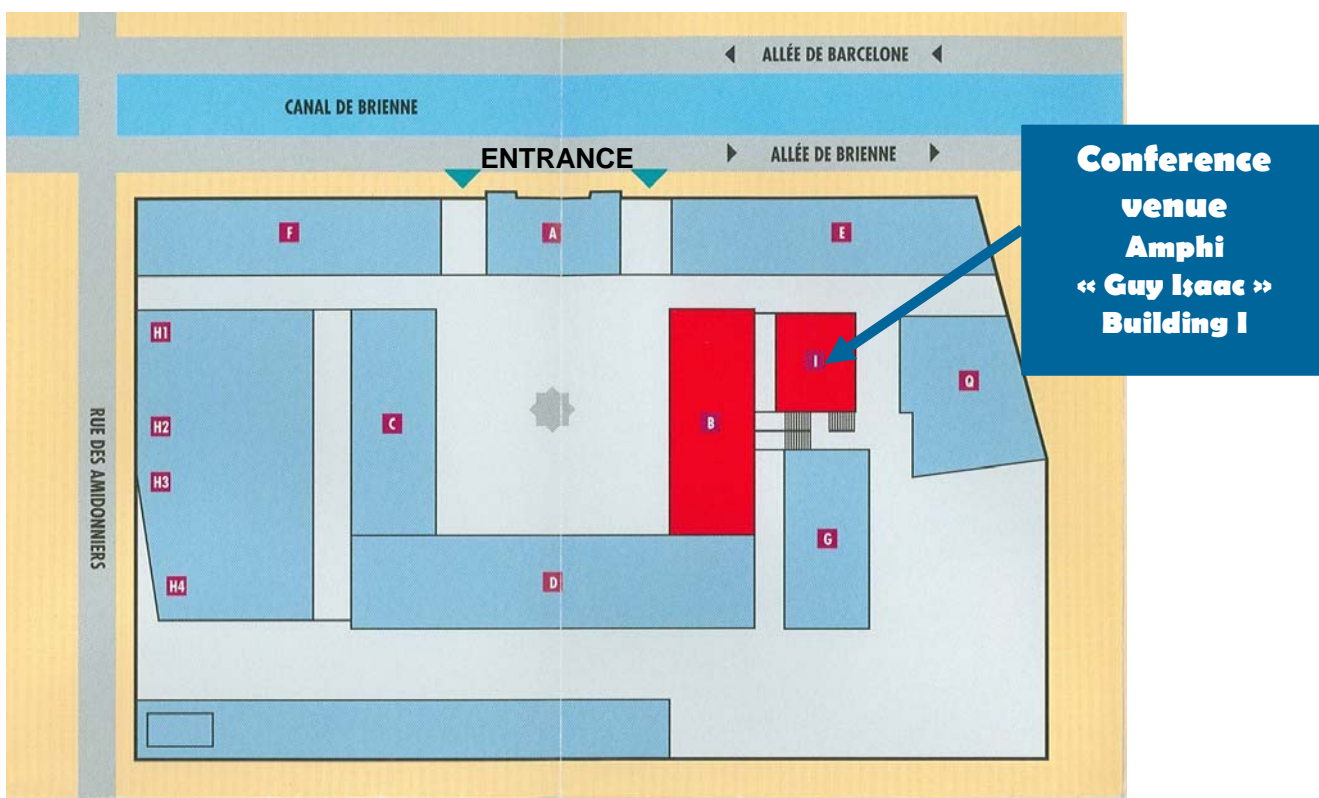 ◄ ALLÉE DE BARCELONE ◄
CANAL DE BRIENNE
ENTRANCE
► ALLÉE DE BRIENNE ►
Conference
venue
Amphi
« Guy Isaac »
Building I
F
A
E
H1
I
Q
H2
C
B
RUE DES AMIDONNIERS
H3
G
H4
D